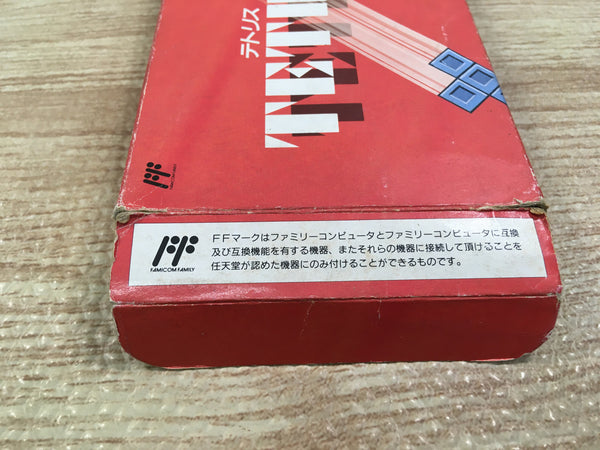 テトリス
FAMICOM FAMILY
FAMICOM FAMILY
FFマークはファミリーコンピュータとファミリーコンピュータに互換
及び互換機能を有する機器、またそれらの機器に接続して頂けることを
任天堂が認めた機器にのみ付けることができるものです。